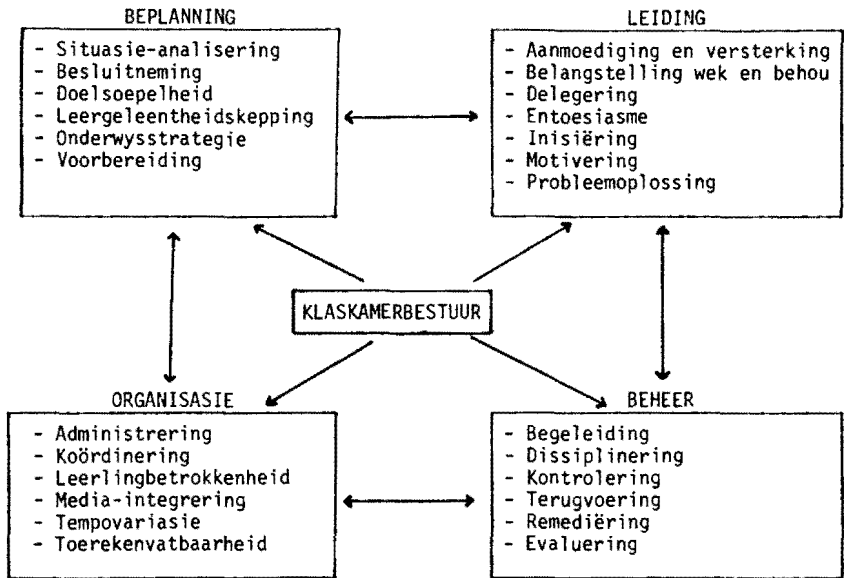 BEPLANNING
- Situasie-analisering
- Besluitneming
- Doelsoepelheid
- Leergeleentheidskepping
- Onderwysstrategie
- Voorbereiding
LEIDING
- Aanmoediging en versterking
- Belangstelling wek en behou
- Delegering
- Entoesiasme
- Inisiëring
- Motivering
- Probleemoplossing
KLASKAMERBESTUUR
ORGANISASIE
- Administrering
- Koördinering
- Leerlingbetrokkenheid
- Media-integrering
- Tempovariasie
- Toerekenvatbaarheid
BEHEER
- Begeleiding
- Dissiplinering
- Kontrolering
- Terugvoering
- Remediëring
- Evaluering